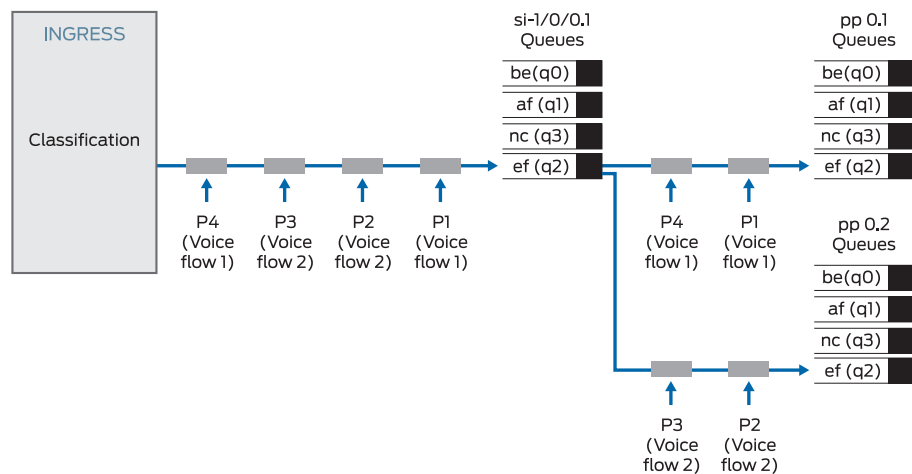 INGRESS
Classification
P4
(Voice
flow 1)
P3
(Voice
flow 2)
P2
(Voice
flow 2)
P1
(Voice
flow 1)
si-1/0/0.1
Queues
be(q0)
af (q1)
nc (q3)
ef (q2)
P4
(Voice
flow 1)
P1
(Voice
flow 1)
pp 0.1
Queues
be(q0)
af (q1)
nc (q3)
ef (q2)
P3
(Voice
flow 2)
P2
(Voice
flow 2)
pp 0.2
Queues
be(q0)
af (q1)
nc (q3)
ef (q2)